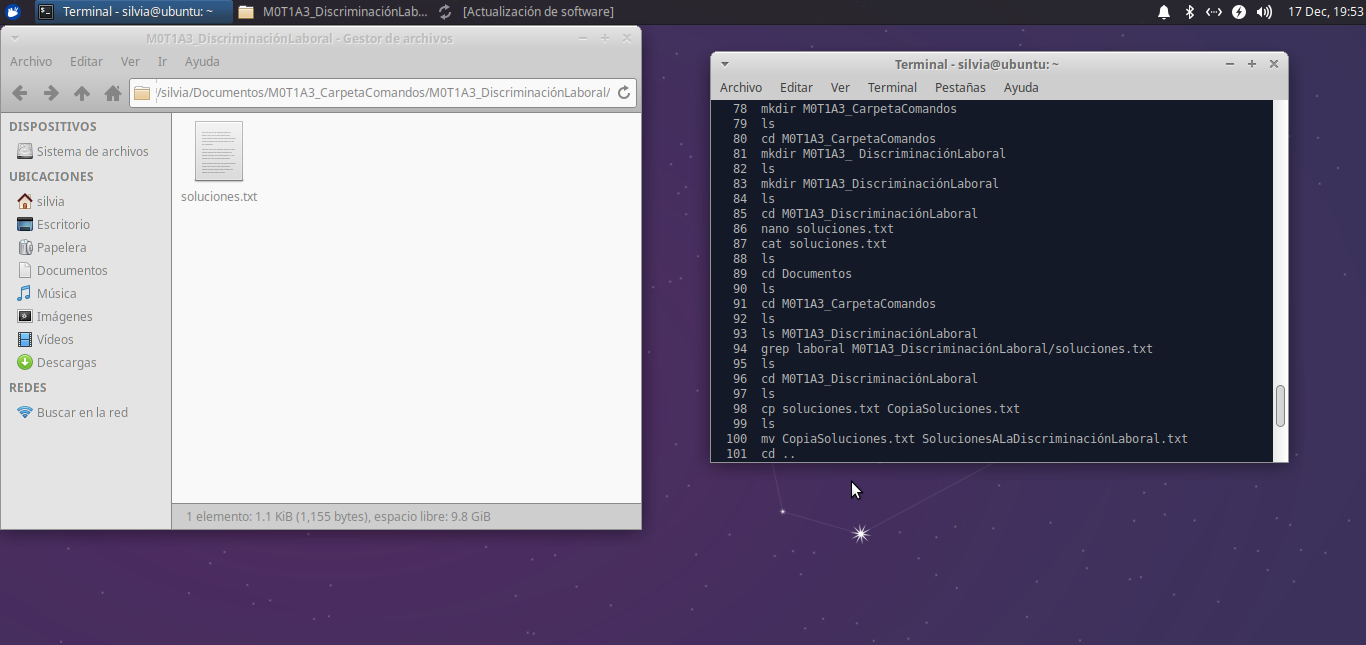 Terminal - silvia@ubuntu: ~
M0T1A3_DiscriminaciónLab...
[Actualización de software]
17 Dec, 19:53
M0T1A3_DiscriminaciónLaboral - Gestor de archivos
Archivo Editar Ver Ir Ayuda
/silvia/Documentos/M0T1A3_CarpetaComandos/M0T1A3_DiscriminaciónLaboral/
DISPOSITIVOS
Sistema de archivos
UBICACIONES
silvia
Escritorio
Papelera
Documentos
Música
Imágenes
Vídeos
Descargas
REDES
Buscar en la red
soluciones.txt
1 elemento: 1.1 KiB (1,155 bytes), espacio libre: 9.8 GiB
Terminal - silvia@ubuntu: ~
Archivo Editar Ver Terminal Pestañas Ayuda
78 mkdir M0T1A3_CarpetaComandos
79 ls
80 cd M0T1A3_CarpetaComandos
81 mkdir M0T1A3_ DiscriminaciónLaboral
82 ls
83 mkdir M0T1A3_DiscriminaciónLaboral
84 ls
85 cd M0T1A3_DiscriminaciónLaboral
86 nano soluciones.txt
87 cat soluciones.txt
88 ls
89 cd Documentos
90 ls
91 cd M0T1A3_CarpetaComandos
92 ls
93 ls M0T1A3_DiscriminaciónLaboral
94 grep laboral M0T1A3_DiscriminaciónLaboral/soluciones.txt
95 ls
96 cd M0T1A3_DiscriminaciónLaboral
97 ls
98 cp soluciones.txt CopiaSoluciones.txt
99 ls
100 mv CopiaSoluciones.txt SolucionesALaDiscriminaciónLaboral.txt
101 cd ..